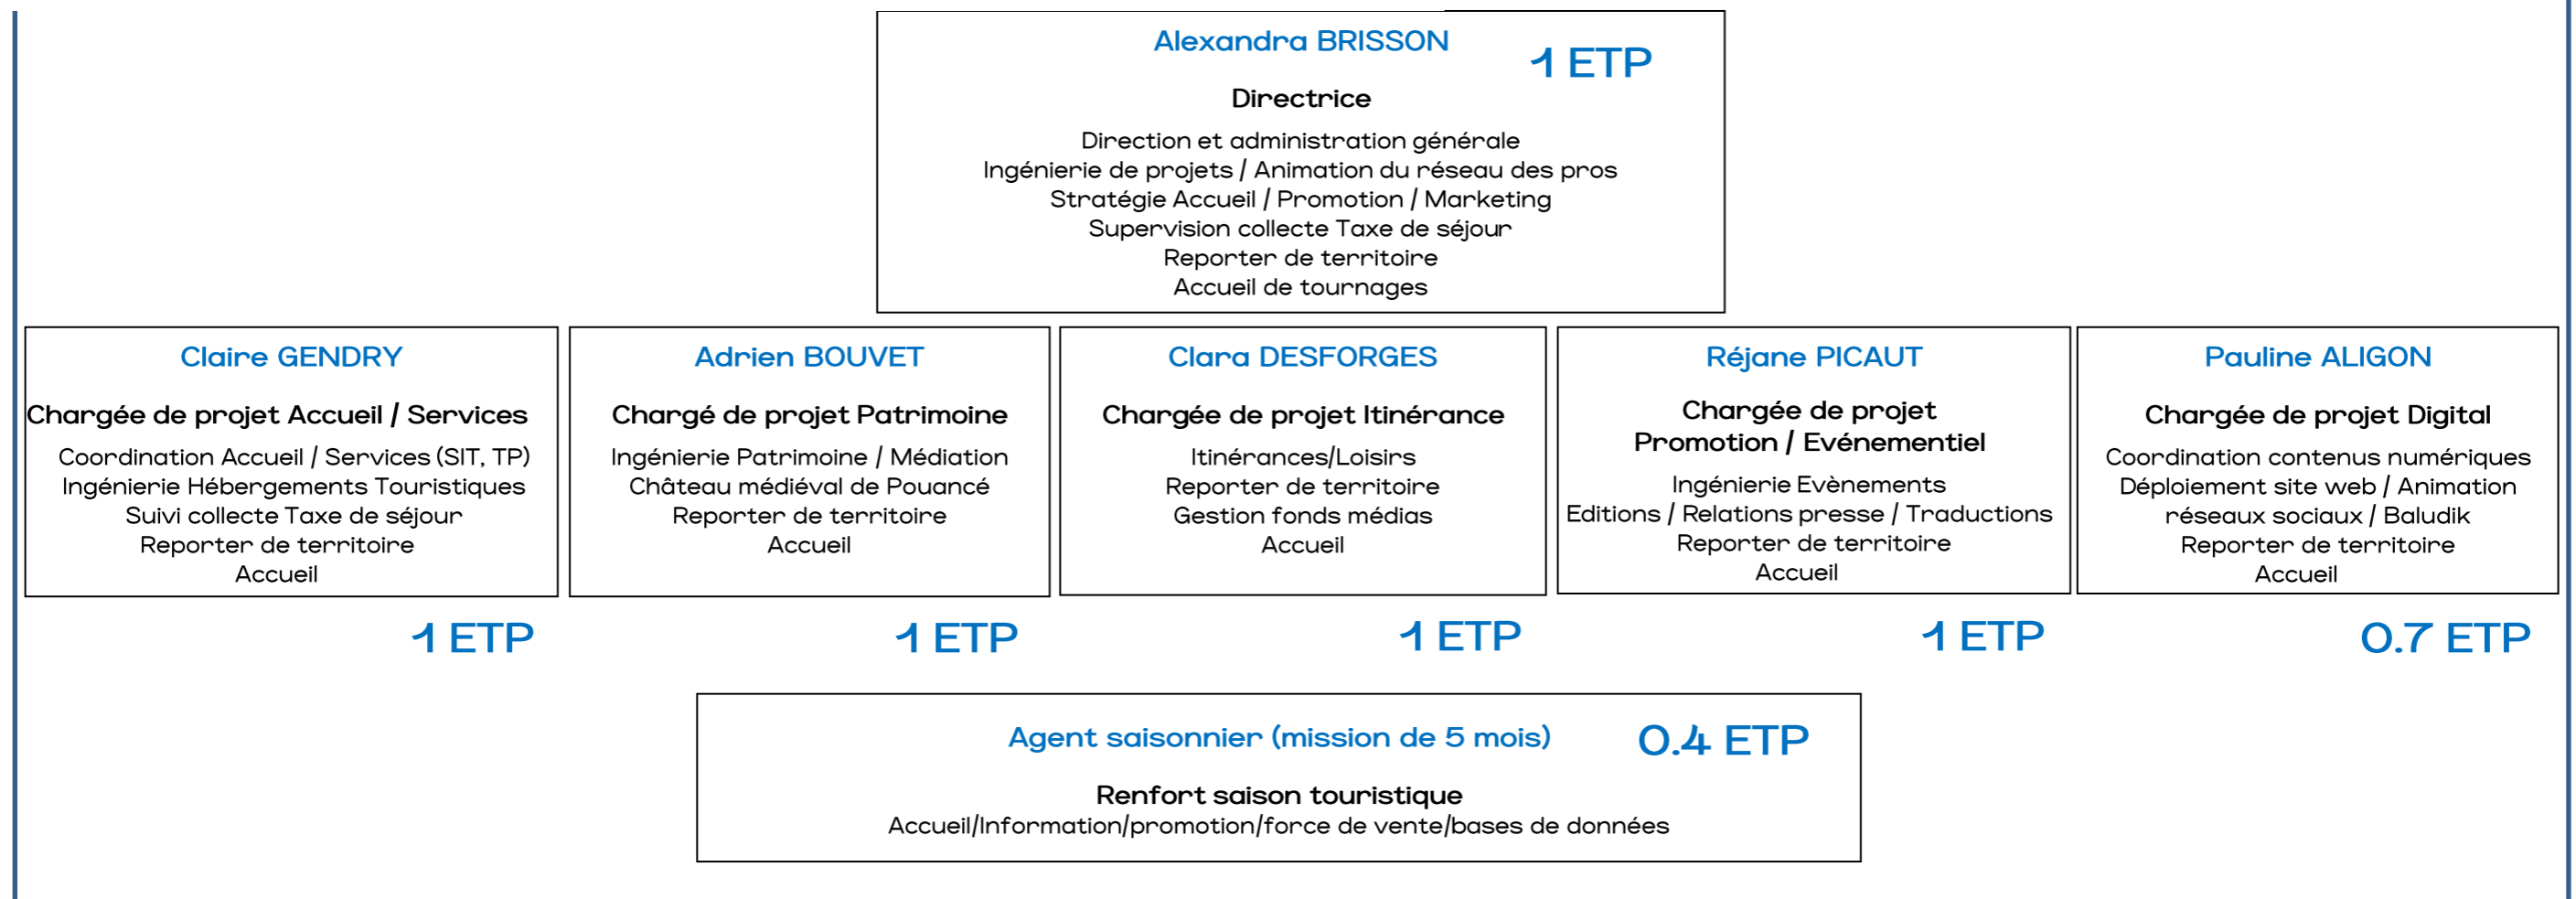 Alexandra BRISSON
1 ETP
Directrice
Direction et administration générale
Ingénierie de projets / Animation du réseau des pros
Stratégie Accueil / Promotion / Marketing
Supervision collecte Taxe de séjour
Reporter de territoire
Accueil de tournages
Claire GENDRY
Chargée de projet Accueil / Services
Coordination Accueil / Services (SIT, TP)
Ingénierie Hébergements Touristiques
Suivi collecte Taxe de séjour
Reporter de territoire
Accueil
1 ETP
Adrien BOUVET
Chargé de projet Patrimoine
Ingénierie Patrimoine / Médiation
Château médiéval de Pouancé
Reporter de territoire
Accueil
1 ETP
Clara DESFORGES
Chargée de projet Itinérance
Itinérances/Loisirs
Reporter de territoire
Gestion fonds médias
Accueil
1 ETP
Réjane PICAUT
Chargée de projet
Promotion / Evénementiel
Ingénierie Evènements
Editions / Relations presse / Traductions
Reporter de territoire
Accueil
1 ETP
Pauline ALIGON
Chargée de projet Digital
Coordination contenus numériques
Déploiement site web / Animation
réseaux sociaux / Baludik
Reporter de territoire
Accueil
0.7 ETP
Agent saisonnier (mission de 5 mois)
0.4 ETP
Renfort saison touristique
Accueil/Information/promotion/force de vente/bases de données